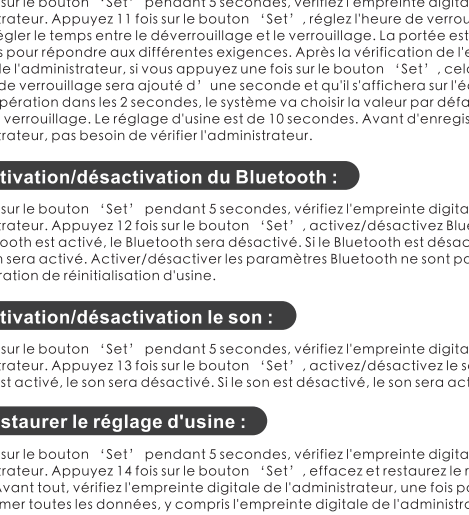 sur le bouton ‘Set’ pendant 5 secondes, vérifiez l'empreinte digita
trateur. Appuyez 11 fois sur le bouton ‘Set’, réglez l'heure de verrou
égler le temps entre le déverrouillage et le verrouillage. La portée est
s pour répondre aux différentes exigences. Après la vérification de l'e
de l'administrateur, si vous appuyez une fois sur le bouton ‘Set’, cela
de verrouillage sera ajouté d’une seconde et qu'il s'affichera sur l'é
pération dans les 2 secondes, le système va choisir la valeur par défa
verrouillage. Le réglage d'usine est de 10 secondes. Avant d'enregis
trateur, pas besoin de vérifier l'administrateur.
tivation/désactivation du Bluetooth :
sur le bouton ‘Set’ pendant 5 secondes, vérifiez l'empreinte digita
trateur. Appuyez 12 fois sur le bouton ‘Set’, activez/désactivez Blue
ooth est activé, le Bluetooth sera désactivé. Si le Bluetooth est désac
n sera activé. Activer/désactiver les paramètres Bluetooth ne sont pa
ration de réinitialisation d'usine.
tivation/désactivation le son :
sur le bouton ‘Set’ pendant 5 secondes, vérifiez l'empreinte digita
trateur. Appuyez 13 fois sur le bouton ‘Set’, activez/désactivez le s
st activé, le son sera désactivé. Si le son est désactivé, le son sera act
staurer le réglage d'usine :
sur le bouton ‘Set’ pendant 5 secondes, vérifiez l'empreinte digita
trateur. Appuyez 14 fois sur le bouton ‘Set’, effacez et restaurez le r
Avant tout, vérifiez l'empreinte digitale de l'administrateur, une fois po
mer toutes les données, y compris l'empreinte digitale de l'administra